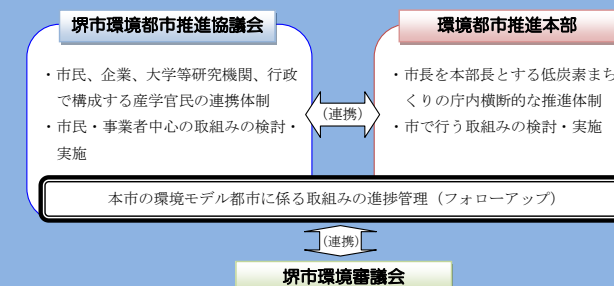 堺市環境都市推進協議会
・市民、企業、大学等研究機関、行政
で構成する産学官民の連携体制
・市民・事業者中心の取組みの検討・
実施
(連携)
環境都市推進本部
・市長を本部長とする低炭素まち
くりの庁内横断的な推進体制
・市で行う取組みの検討・実施
本市の環境モデル都市に係る取組みの進捗管理（フォローアップ）
(連携)
堺市環境審議会